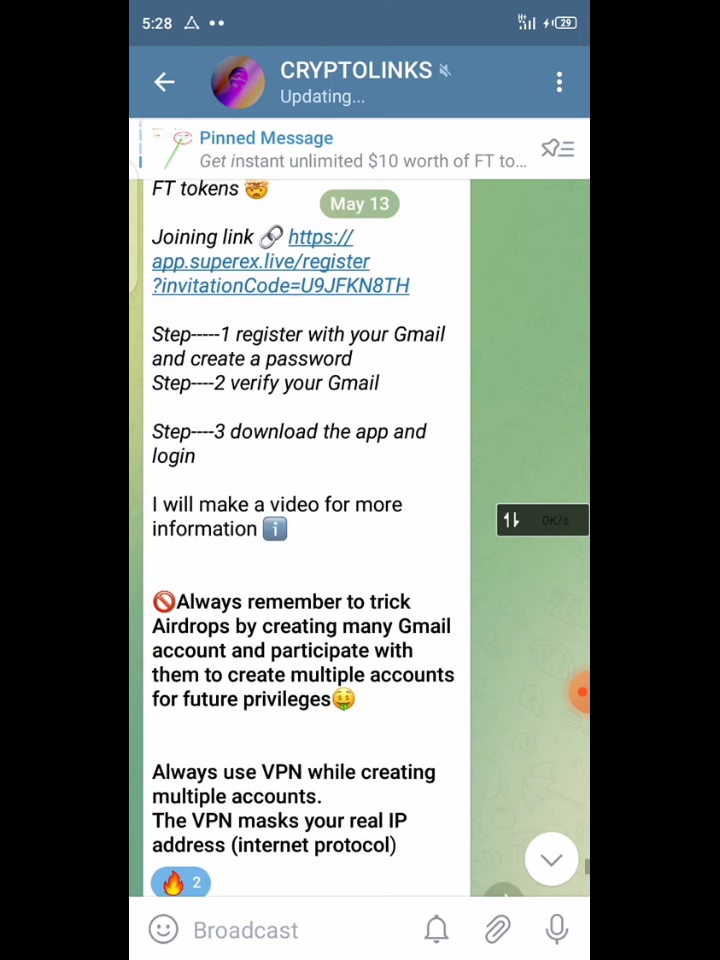 5:28
29
CRYPTOLINKS
Updating...
Pinned Message
Get instant unlimited $10 worth of FT to...
FT tokens 🤯
May 13
Joining link 🔗 https://
app.superex.live/register
?invitationCode=U9JFKN8TH
Step-----1 register with your Gmail
and create a password
Step----2 verify your Gmail
Step----3 download the app and
login
I will make a video for more
information ℹ️
0K/s
🚫Always remember to trick
Airdrops by creating many Gmail
account and participate with
them to create multiple accounts
for future privileges🤑
Always use VPN while creating
multiple accounts.
The VPN masks your real IP
address (internet protocol)
🔥 2
Broadcast